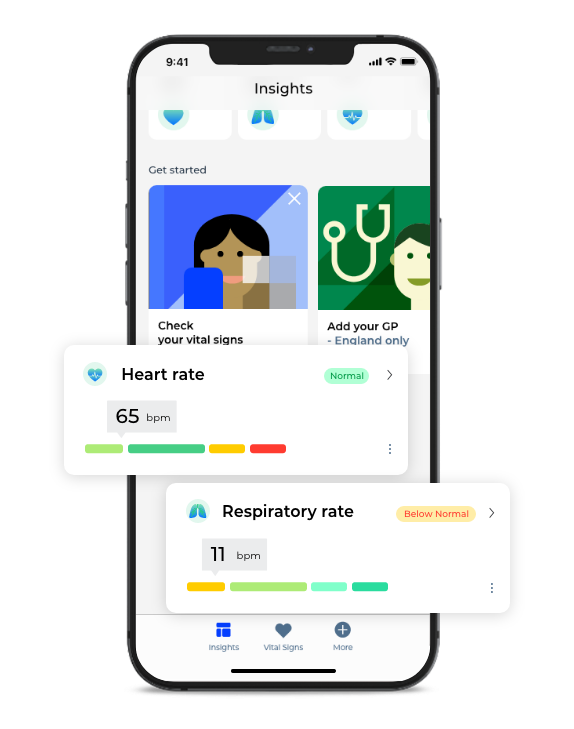 9:41
Insights
Get started
Check
your vital signs
Add your GP
- England only
Heart rate
Normal
65 bpm
Respiratory rate
Below Normal
11 bpm
Insights
Vital Signs
More